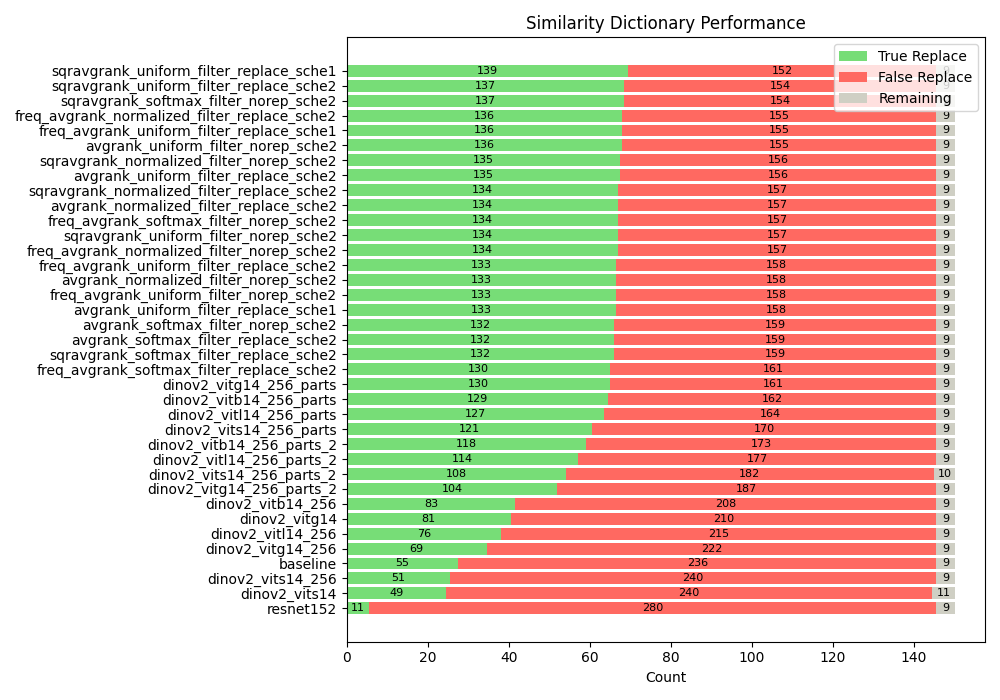 Similarity Dictionary Performance
True Replace
False Replace
Remaining
sqravgrank_uniform_filter_replace_sche1 139 152 9
sqravgrank_uniform_filter_replace_sche2 137 154 9
sqravgrank_softmax_filter_norep_sche2 137 154
freq_avgrank_normalized_filter_replace_sche2 136 155 9
freq_avgrank_uniform_filter_replace_sche1 136 155 9
avgrank_uniform_filter_norep_sche2 136 155 9
sqravgrank_normalized_filter_norep_sche2 135 156 9
avgrank_uniform_filter_replace_sche2 135 156 9
sqravgrank_normalized_filter_replace_sche2 134 157 9
avgrank_normalized_filter_replace_sche2 134 157 9
freq_avgrank_softmax_filter_norep_sche2 134 157 9
sqravgrank_uniform_filter_norep_sche2 134 157 9
freq_avgrank_normalized_filter_norep_sche2 134 157 9
freq_avgrank_uniform_filter_replace_sche2 133 158 9
avgrank_normalized_filter_norep_sche2 133 158 9
freq_avgrank_uniform_filter_norep_sche2 133 158 9
avgrank_uniform_filter_replace_sche1 133 158 9
avgrank_softmax_filter_norep_sche2 132 159 9
avgrank_softmax_filter_replace_sche2 132 159 9
sqravgrank_softmax_filter_replace_sche2 132 159 9
freq_avgrank_softmax_filter_replace_sche2 130 161 9
dinov2_vitg14_256_parts 130 161 9
dinov2_vitb14_256_parts 129 162 9
dinov2_vitl14_256_parts 127 164 9
dinov2_vits14_256_parts 121 170 9
dinov2_vitb14_256_parts_2 118 173 9
dinov2_vitl14_256_parts_2 114 177 9
dinov2_vits14_256_parts_2 108 182 10
dinov2_vitg14_256_parts_2 104 187 9
dinov2_vitb14_256 83 208 9
dinov2_vitg14 81 210 9
dinov2_vitl14_256 76 215 9
dinov2_vitg14_256 69 222 9
baseline 55 236 9
dinov2_vits14_256 51 240 9
dinov2_vits14 49 240 11
resnet152 11 280 9
0 20 40 60 80 100 120 140
Count